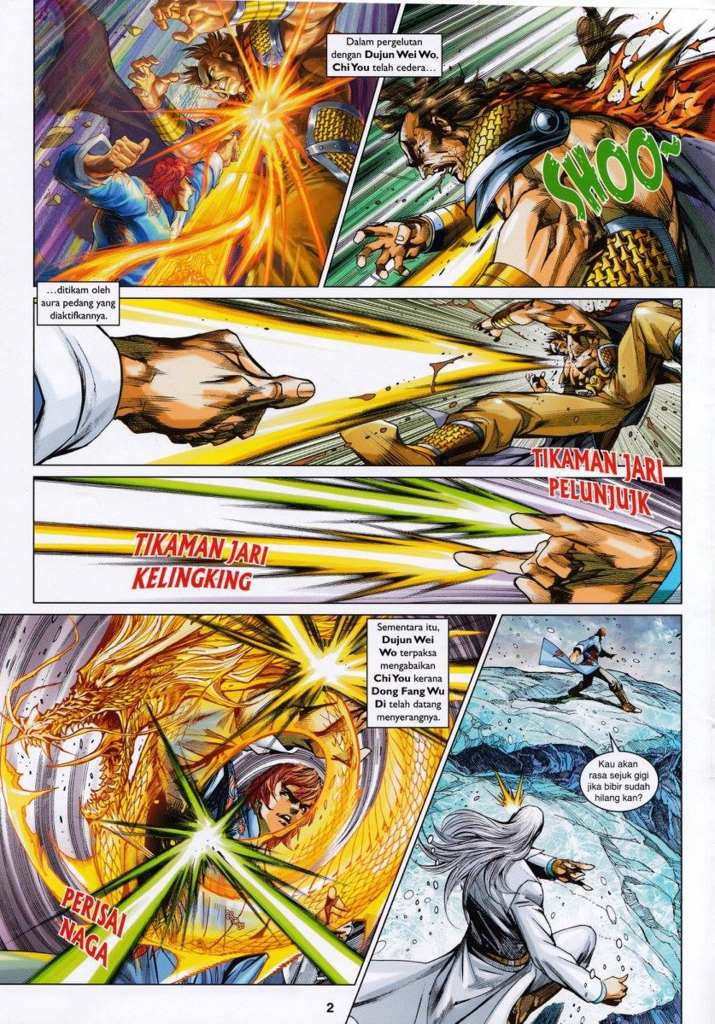 Dalam pergelutan
dengan Dujun Wei Wo,
Chi You telah cedera...
SHOO~
...ditikam oleh
aura pedang yang
diaktifkannya.
TIKAMAN JARI
PELUNJUJK
TIKAMAN JARI
KELINGKING
Sementara itu,
Dujun Wei
Wo terpaksa
mengabaikan
Chi You kerana
Dong Fang Wu
Di telah datang
menyerangnya.
Kau akan
rasa sejuk gigi
jika bibir sudah
hilang kan?
PERISAI
NAGA
2